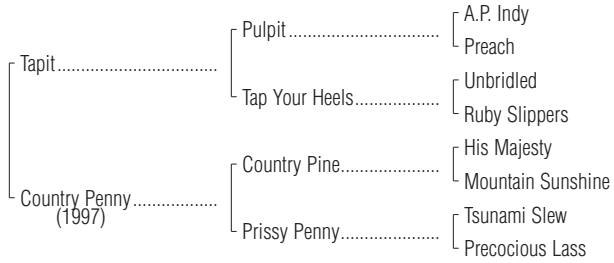 A.P. Indy
Pulpit
Preach
Tapit
Unbridled
Tap Your Heels
Ruby Slippers
His Majesty
Country Pine
Mountain Sunshine
Country Penny
(1997)
Tsunami Slew
Prissy Penny
Precocious Lass